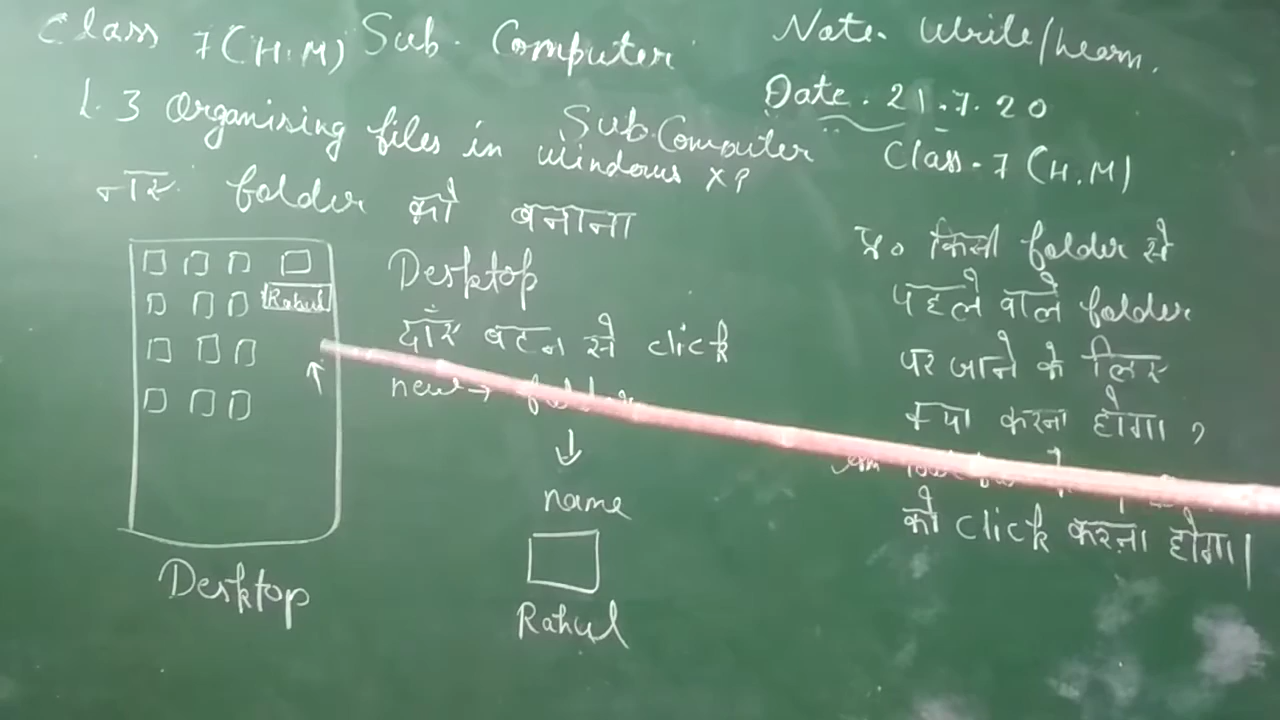 Class 7(H.M) Sub. Computer
L.3 Organising files in Windows XP
Sub. Computer
नए folder को बनाना
Rahul
Desktop
Desktop
दाँए बटन से click
new →
↓
name
Rahul
Note. Write/Learn.
Date. 21.7.20
Class-7 (H.M)
किसी folder से
पहले वाले folder
पर जाने के लिए
क्या करना होगा ?
को click करना होगा।